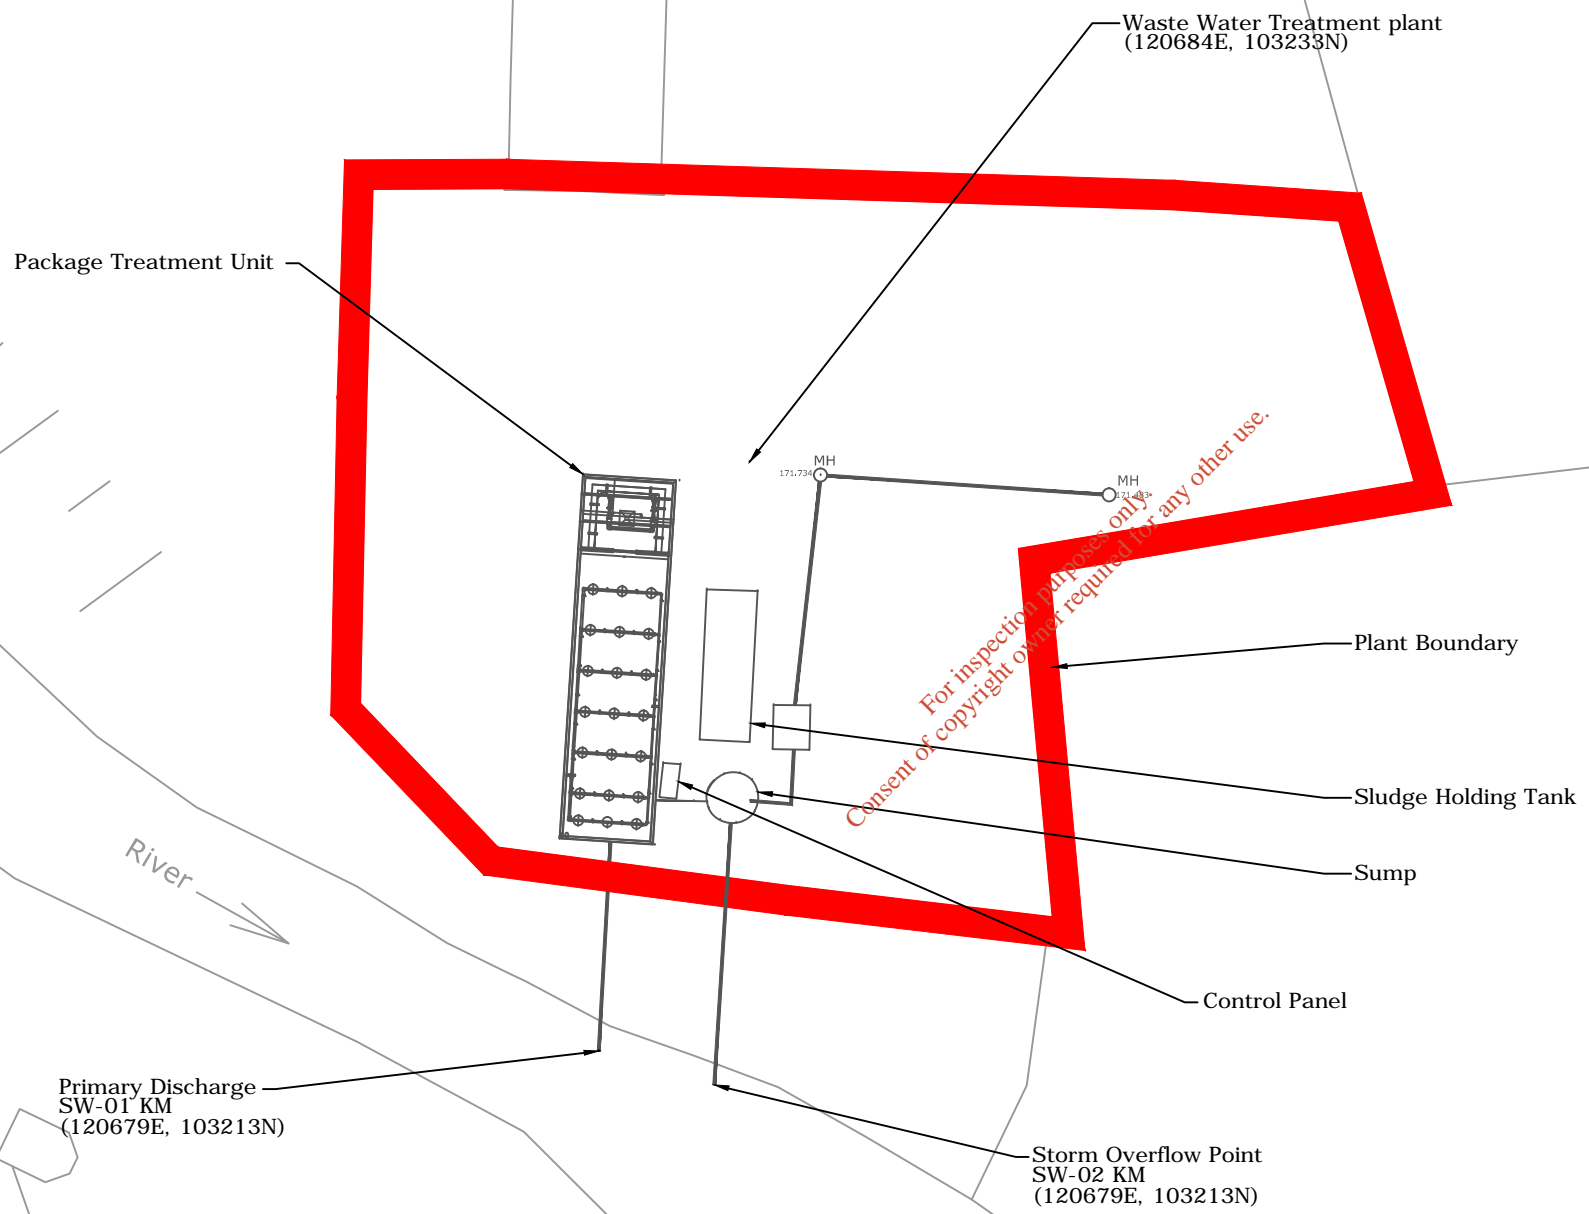 Waste Water Treatment plant
(120684E, 103233N)
Package Treatment Unit
MH
171.734
MH
For inspection purposes only.
Consent of copyright owner required for any other use.
Plant Boundary
Sludge Holding Tank
Sump
River
Control Panel
Primary Discharge
SW-01 KM
(120679E, 103213N)
Storm Overflow Point
SW-02 KM
(120679E, 103213N)